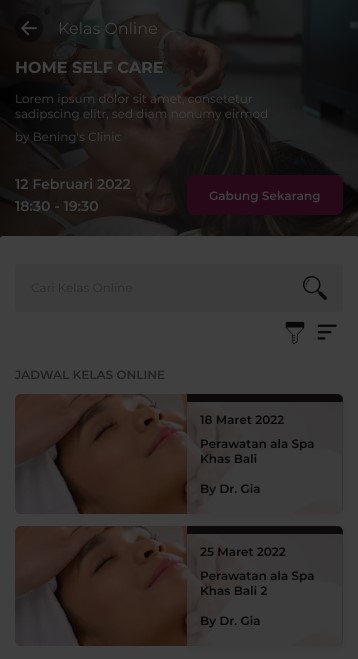 Kelas Online
HOME SELF CARE
Lorem ipsum dolor sit amet, consetetur
sadipscing elitr, sed diam nonumy eirmod
by Bening's Clinic
12 Februari 2022
18:30 - 19:30
Gabung Sekarang
Cari Kelas Online
JADWAL KELAS ONLINE
18 Maret 2022
Perawatan ala Spa
Khas Bali
By Dr. Gia
25 Maret 2022
Perawatan ala Spa
Khas Bali 2
By Dr. Gia